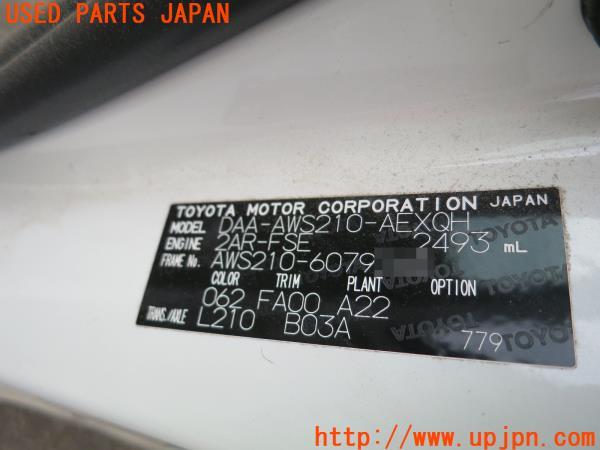 USED PARTS JAPAN
TOYOTA MOTOR CORPORATION JAPAN
MODEL DAA-AWS210-AEXQH
ENGINE 2AR-FSE 2493 mL
FRAME No. AWS210-6079
COLOR TRIM PLANT OPTION
062 FA00 A22
TRANS./AXLE L210 B03A
779
http://www.upjpn.com/